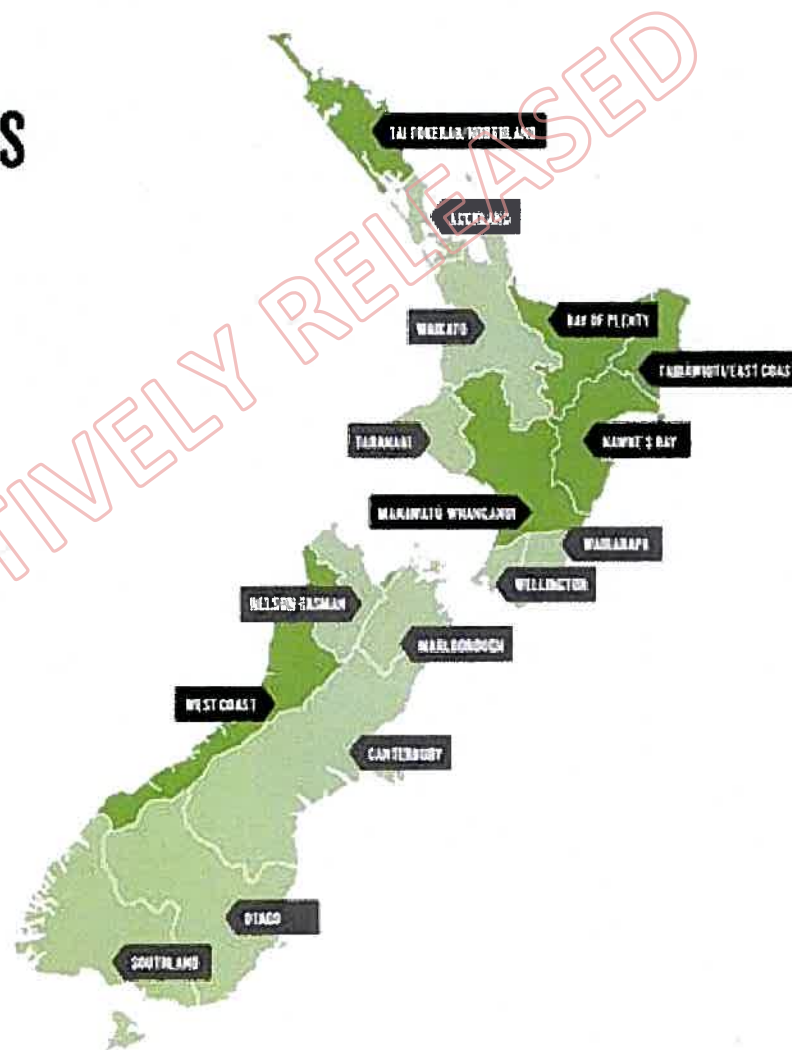 S
TAI TOKERAU/NORTHLAND
AUCKLAND
WAIKATO
BAY OF PLENTY
TAIRĀWHITI/EAST COAS
TARANAKI
HAWKE'S BAY
MANAWATŪ-WHANGANUI
WAIRARAPA
WELLINGTON
NELSON-TASMAN
MARLBOROUGH
WEST COAST
CANTERBURY
OTAGO
SOUTHLAND
TIVELY RELEASED